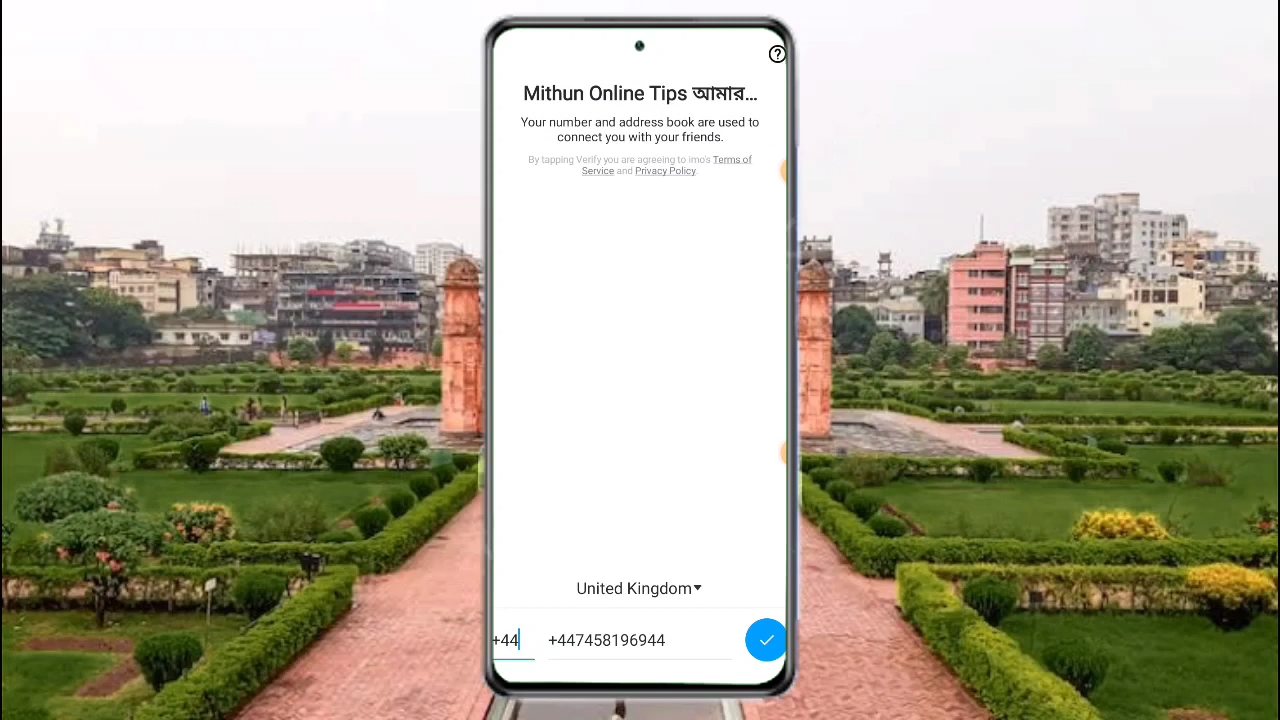 Mithun Online Tips আমার...
Your number and address book are used to
connect you with your friends.
By tapping Verify you are agreeing to imo's Terms of
Service and Privacy Policy.
United Kingdom
+44 +447458196944